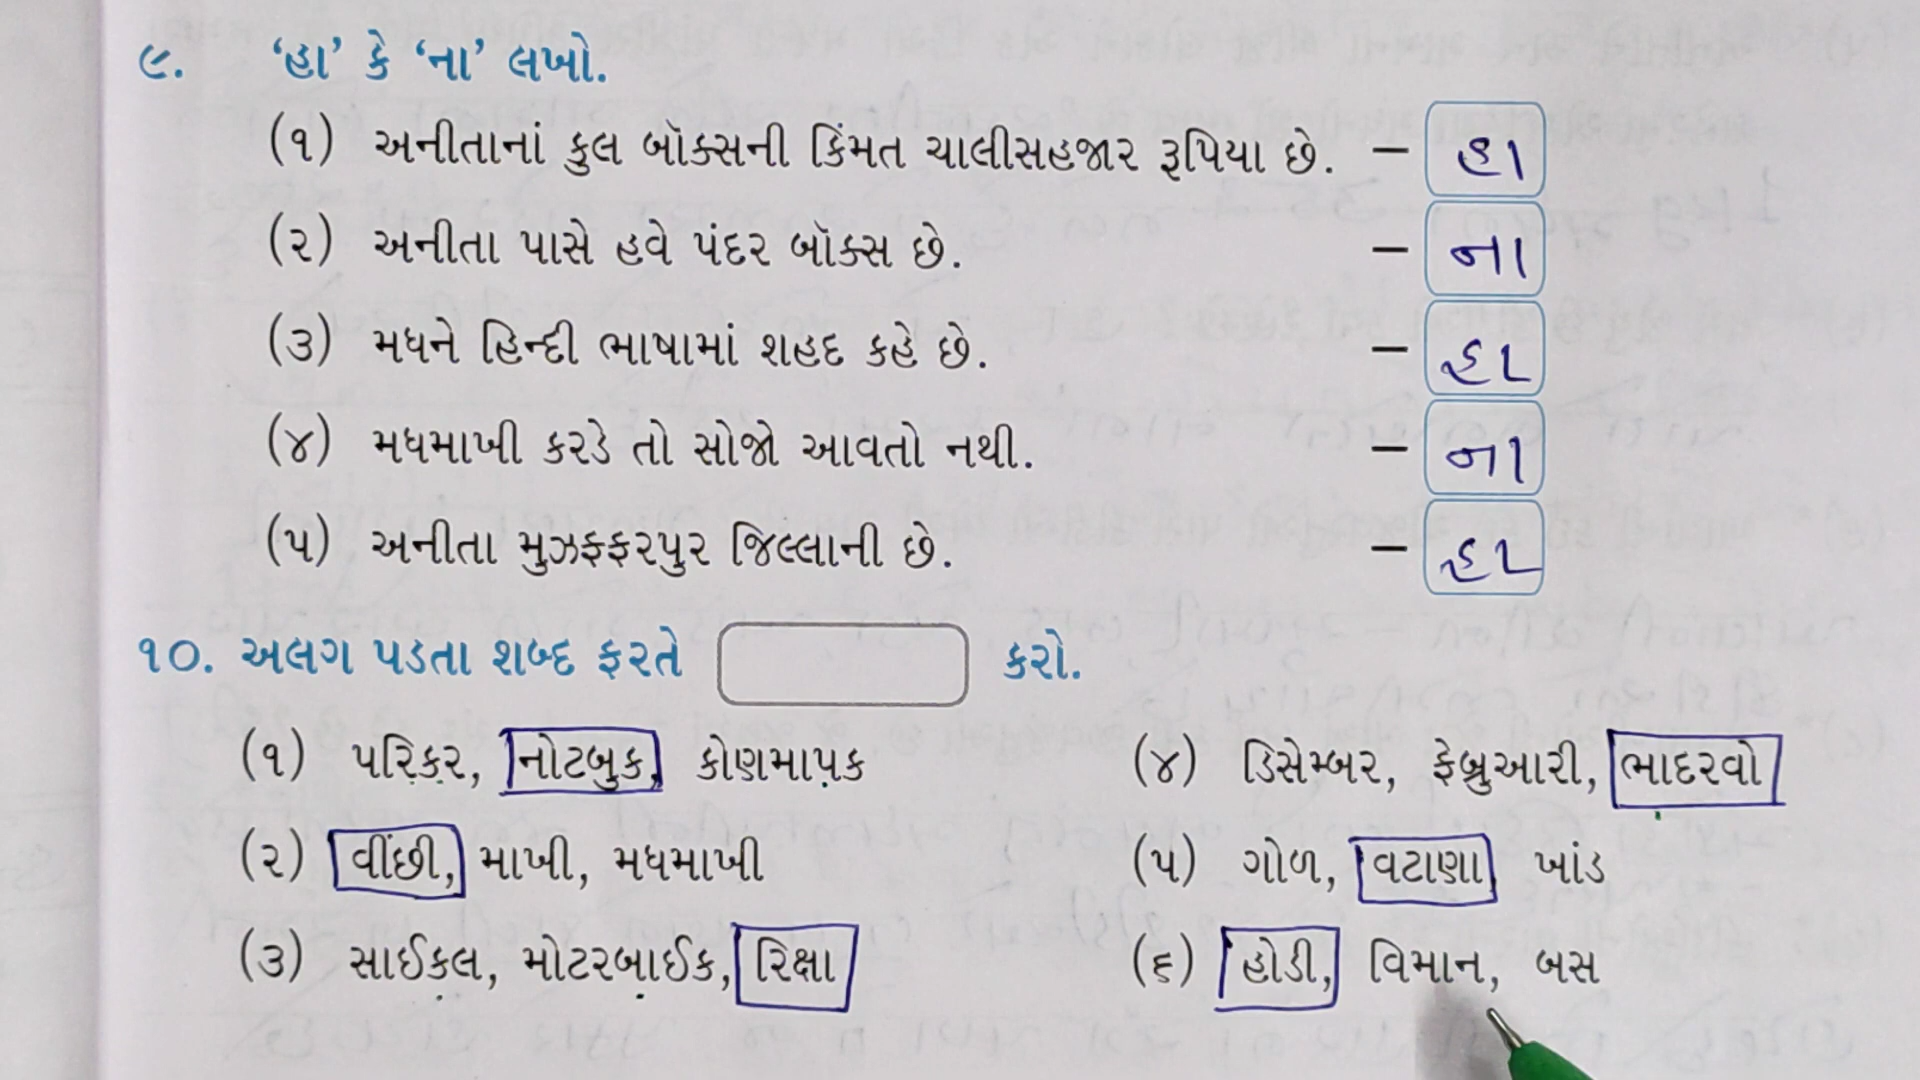 ૯. ‘હા’ કે ‘ના’ લખો.
(૧) અનીતાનાં કુલ બૉક્સની કિંમત ચાલીસહજાર રૂપિયા છે. – હા
(૨) અનીતા પાસે હવે પંદર બૉક્સ છે. – ના
(૩) મધને હિન્દી ભાષામાં શહદ કહે છે. – હા
(૪) મધમાખી કરડે તો સોજો આવતો નથી. – ના
(૫) અનીતા મુઝફ્ફરપુર જિલ્લાની છે. – હા
૧૦. અલગ પડતા શબ્દ ફરતે કરો.
(૧) પરિકર, નોટબુક, કોણમાપક
(૨) વીંછી, માખી, મધમાખી
(૩) સાઈકલ, મોટરબાઈક, રિક્ષા
(૪) ડિસેમ્બર, ફેબ્રુઆરી, ભાદરવો
(૫) ગોળ, વટાણા, ખાંડ
(૬) હોડી, વિમાન, બસ